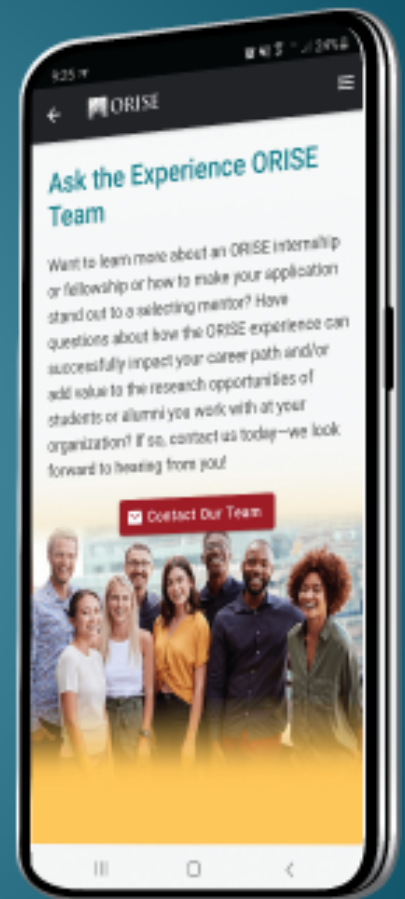 9:25
24%
ORISE
Ask the Experience ORISE
Team
Want to learn more about an ORISE internship
or fellowship or how to make your application
stand out to a selecting mentor? Have
questions about how the ORISE experience can
successfully impact your career path and/or
add value to the research opportunities of
students or alumni you work with at your
organization? If so, contact us today—we look
forward to hearing from you!
Contact Our Team